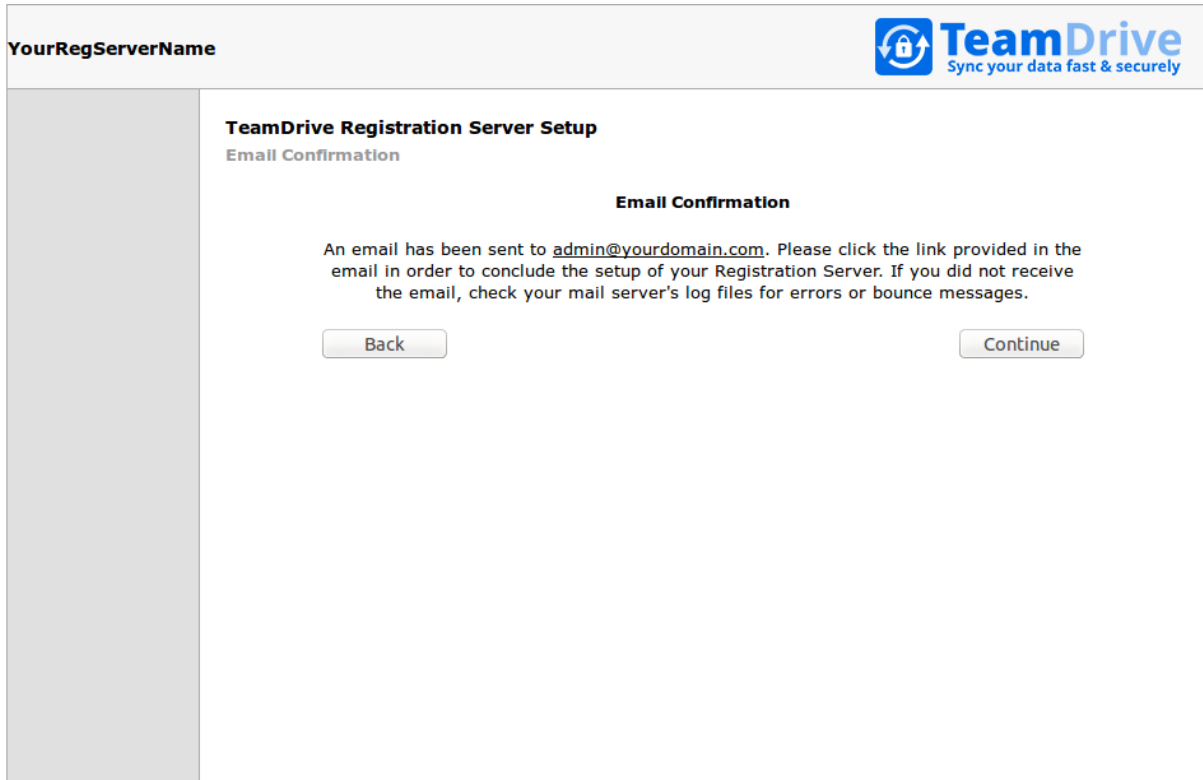 YourRegServerName
TeamDrive
Sync your data fast & securely
TeamDrive Registration Server Setup
Email Confirmation
Email Confirmation
An email has been sent to admin@yourdomain.com. Please click the link provided in the
email in order to conclude the setup of your Registration Server. If you did not receive
the email, check your mail server's log files for errors or bounce messages.
Back
Continue